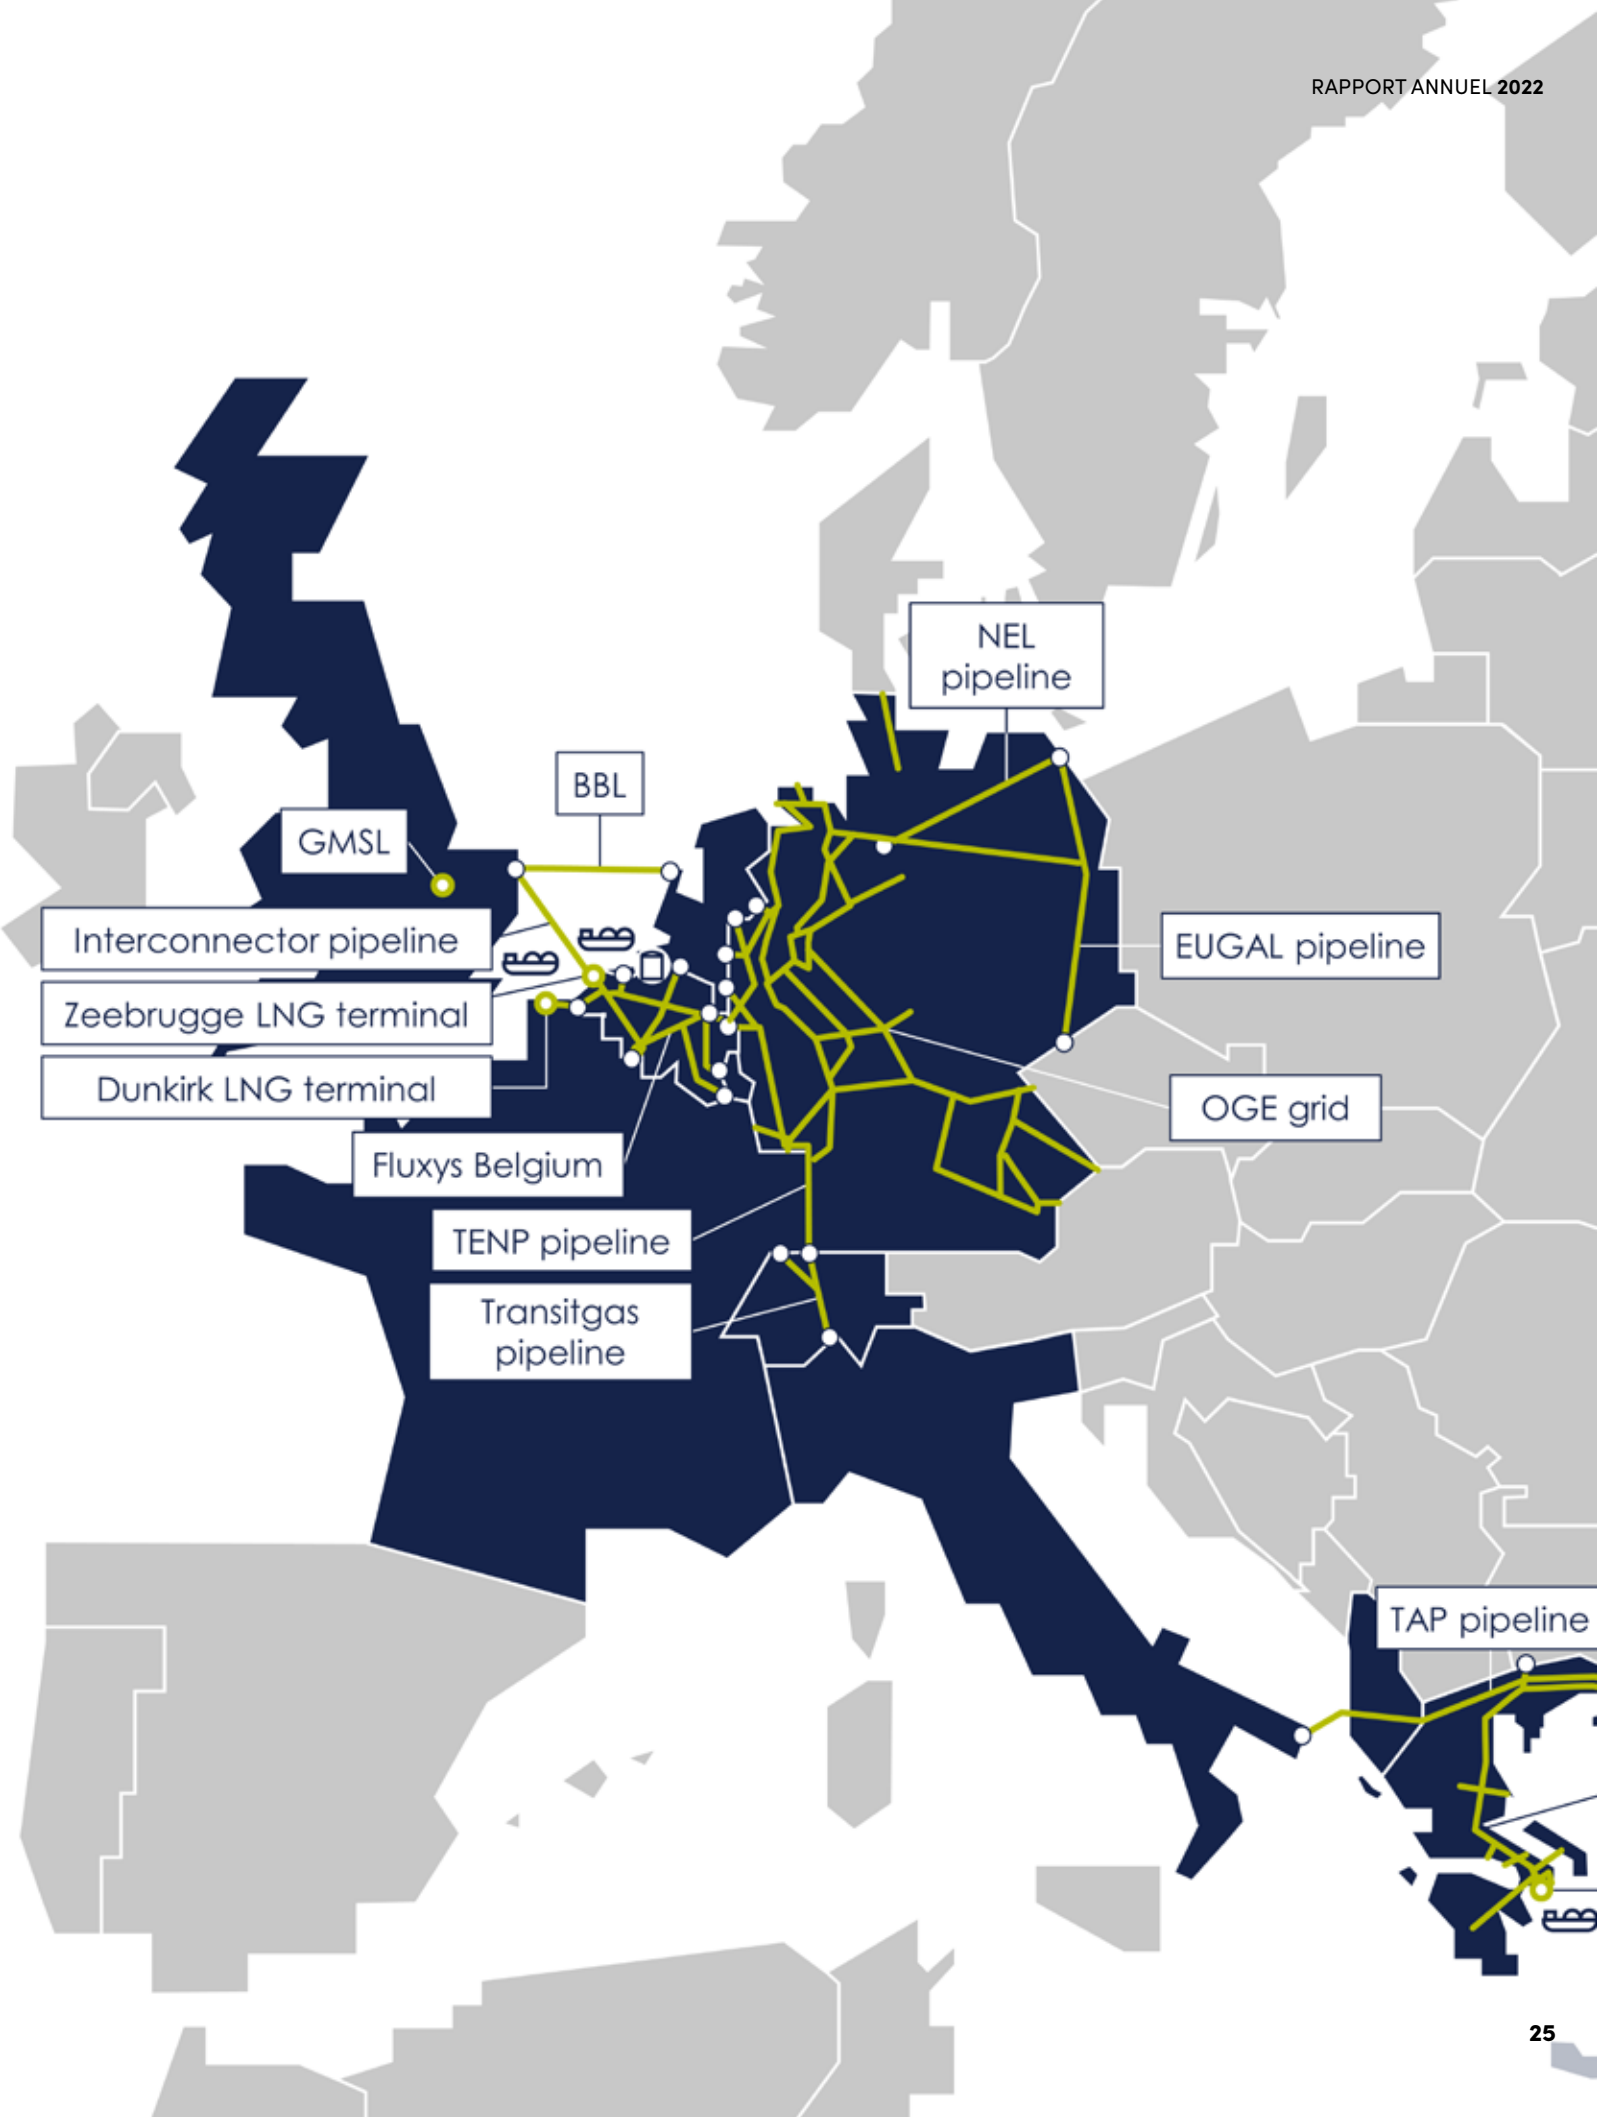 RAPPORT ANNUEL 2022
NEL
pipeline
BBL
GMSL
Interconnector pipeline
EUGAL pipeline
Zeebrugge LNG terminal
Dunkirk LNG terminal
OGE grid
Fluxys Belgium
TENP pipeline
Transitgas
pipeline
TAP pipeline
25